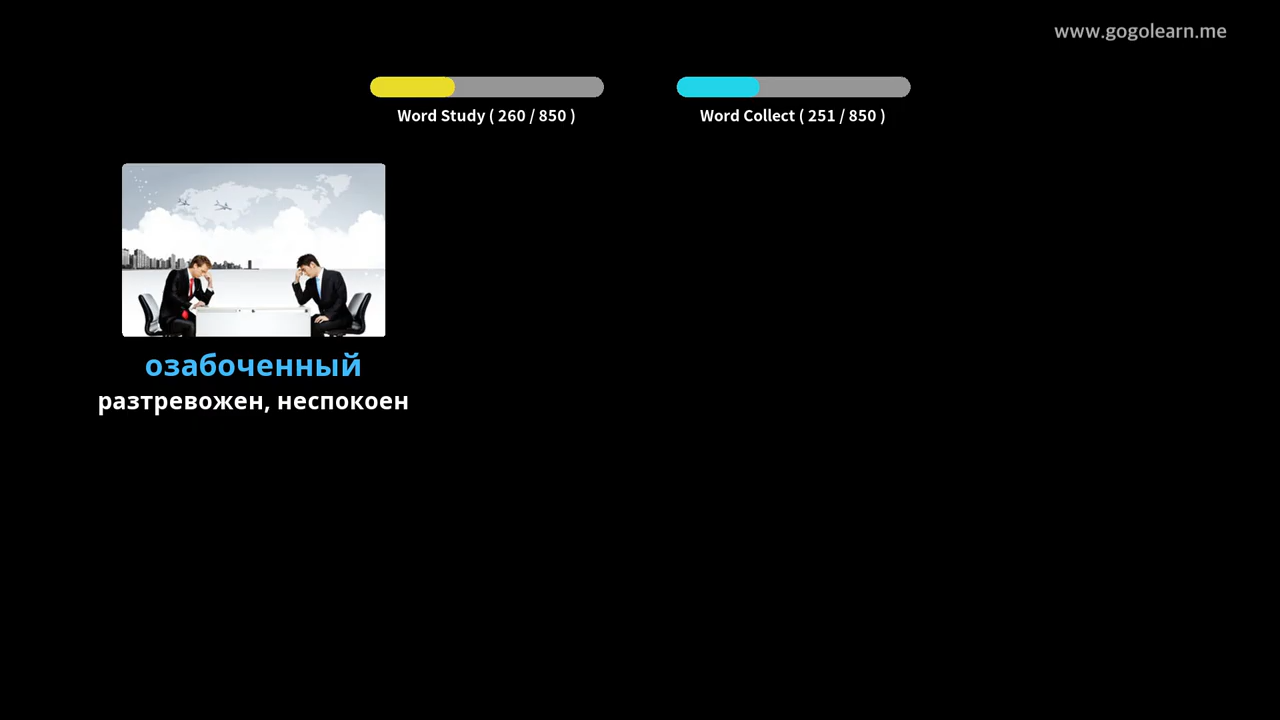 www.gogolearn.me
Word Study ( 260 / 850 )
Word Collect ( 251 / 850 )
озабоченный
разтревожен, неспокоен